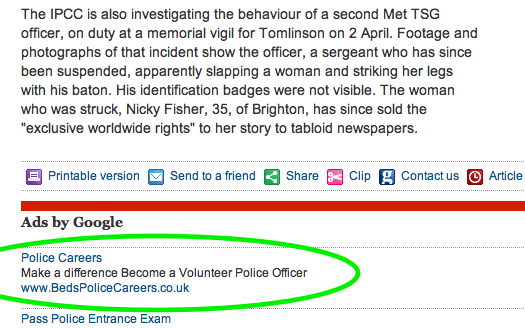 The IPCC is also investigating the behaviour of a second Met TSG
officer, on duty at a memorial vigil for Tomlinson on 2 April. Footage and
photographs of that incident show the officer, a sergeant who has since
been suspended, apparently slapping a woman and striking her legs
with his baton. His identification badges were not visible. The woman
who was struck, Nicky Fisher, 35, of Brighton, has since sold the
"exclusive worldwide rights" to her story to tabloid newspapers.
Printable version Send to a friend Share Clip g Contact us Article
Ads by Google
Police Careers
Make a difference Become a Volunteer Police Officer
www.BedsPoliceCareers.co.uk
Pass Police Entrance Exam